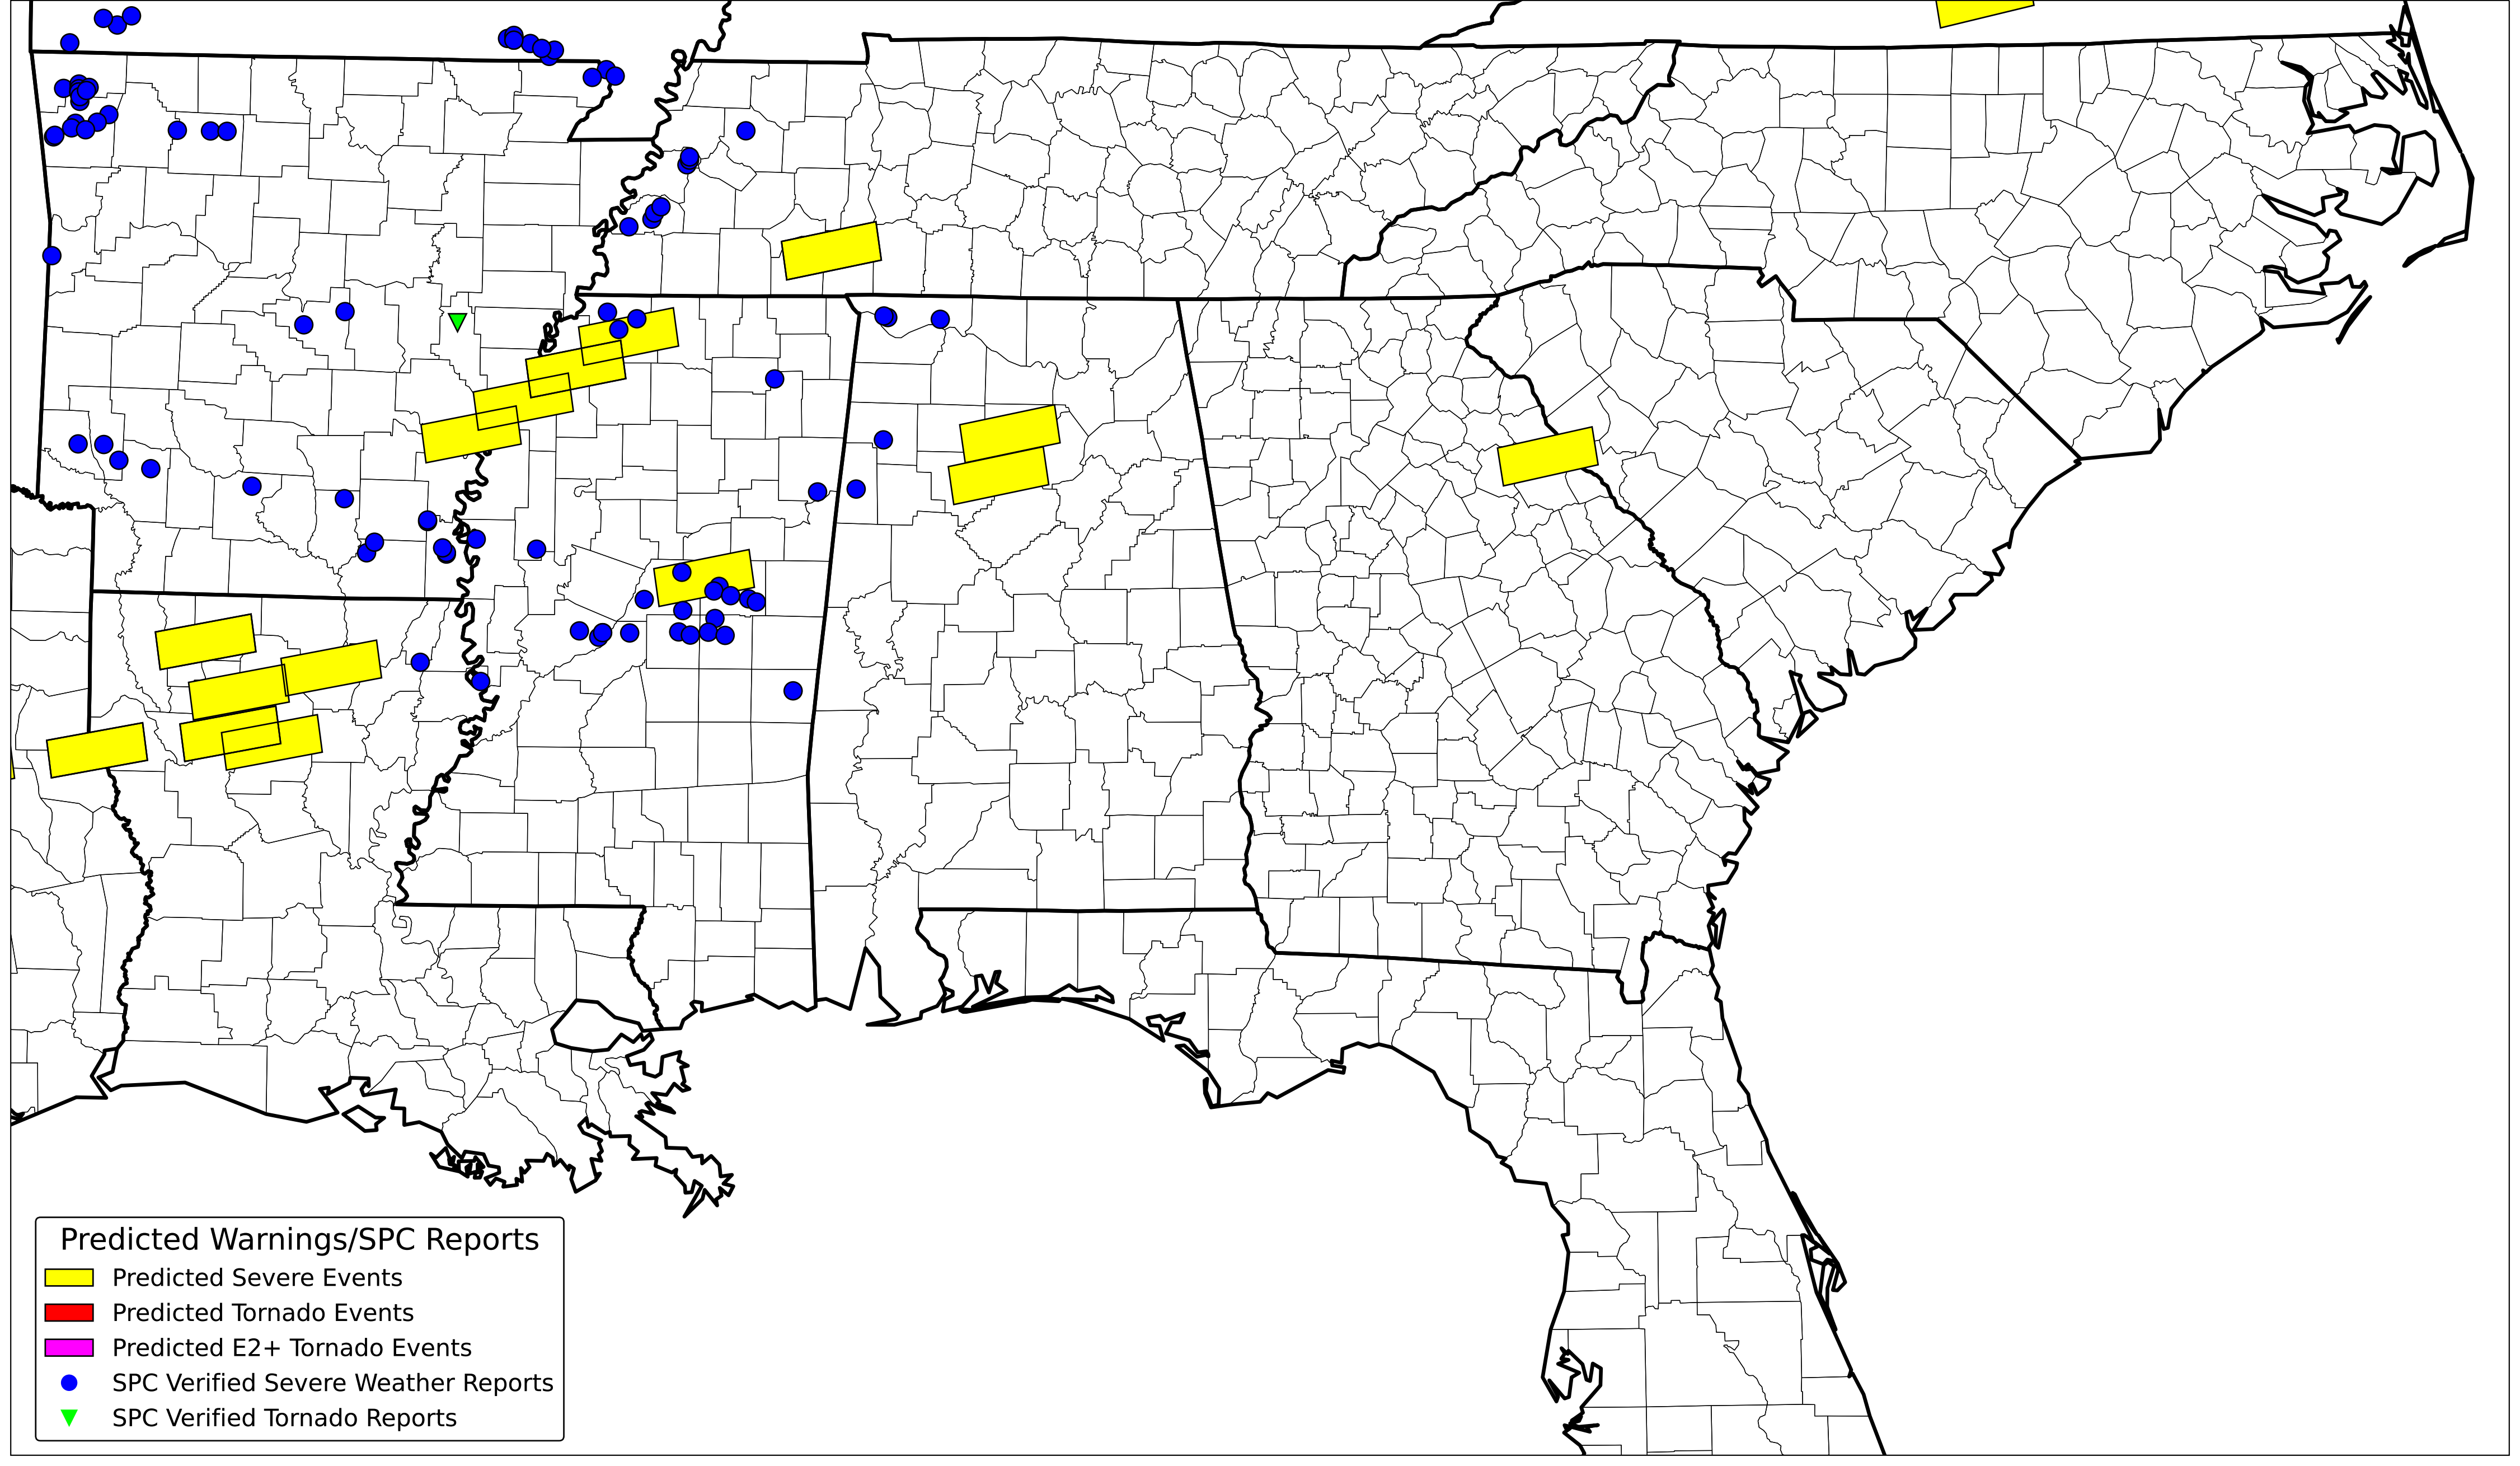 Predicted Warnings/SPC Reports
Predicted Severe Events
Predicted Tornado Events
Predicted E2+ Tornado Events
SPC Verified Severe Weather Reports
SPC Verified Tornado Reports